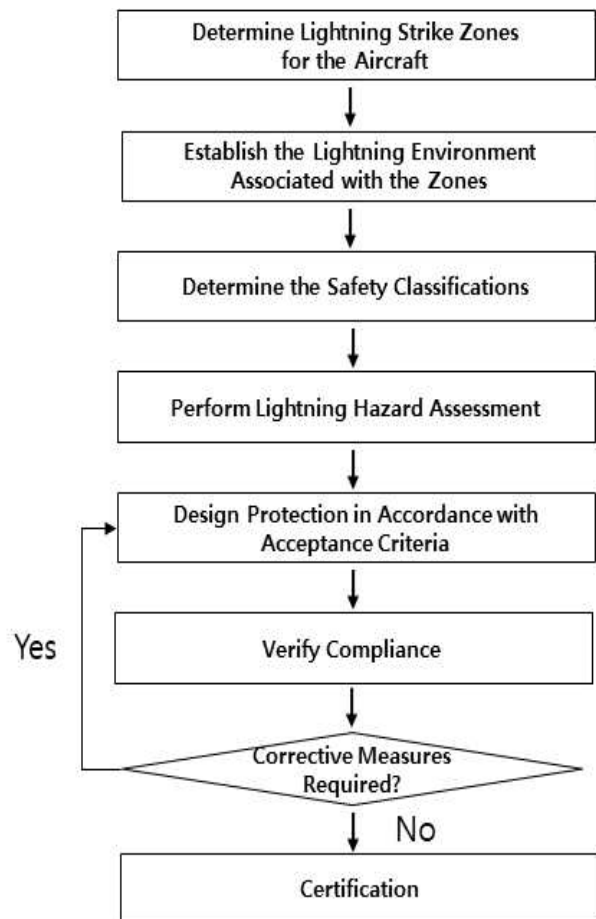 Determine Lightning Strike Zones
for the Aircraft
Establish the Lightning Environment
Associated with the Zones
Determine the Safety Classifications
Perform Lightning Hazard Assessment
Design Protection in Accordance with
Acceptance Criteria
Yes
Verify Compliance
Corrective Measures
Required?
No
Certification